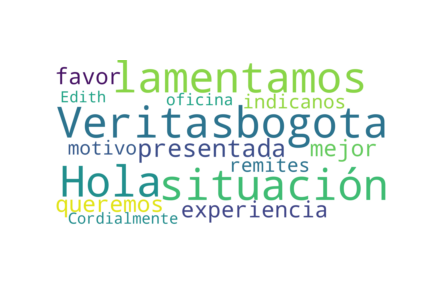 favor lamentamos
Edith oficina indicanos
Veritasbogota
motivo presentada mejor
Hola situación remites
queremos experiencia
Cordialmente